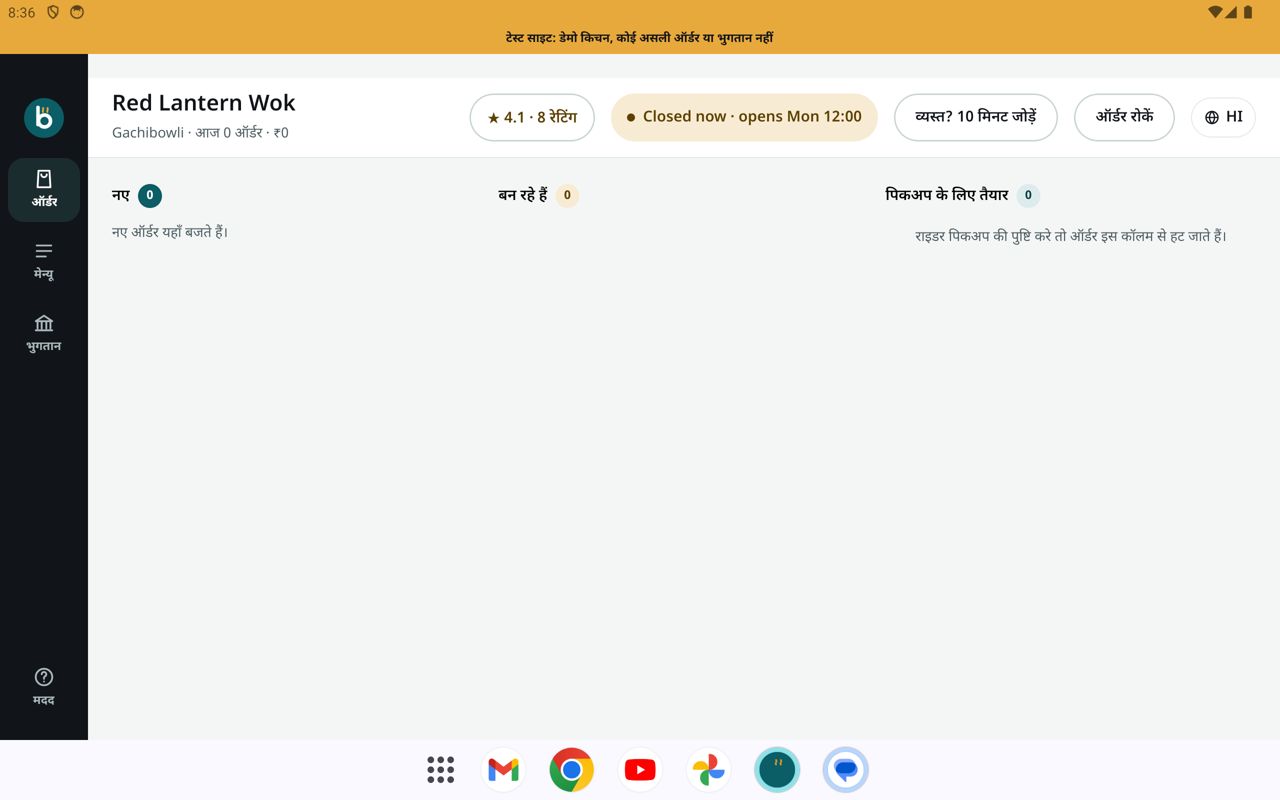 8:36
टेस्ट साइट: डेमो किचन, कोई असली ऑर्डर या भुगतान नहीं
b
Red Lantern Wok
Gachibowli · आज 0 ऑर्डर · ₹0
★ 4.1 · 8 रेटिंग
● Closed now · opens Mon 12:00
व्यस्त? 10 मिनट जोड़ें
ऑर्डर रोकें
HI
ऑर्डर
मेन्यू
भुगतान
मदद
नए 0
नए ऑर्डर यहाँ बजते हैं।
बन रहे हैं 0
पिकअप के लिए तैयार 0
राइडर पिकअप की पुष्टि करे तो ऑर्डर इस कॉलम से हट जाते हैं।